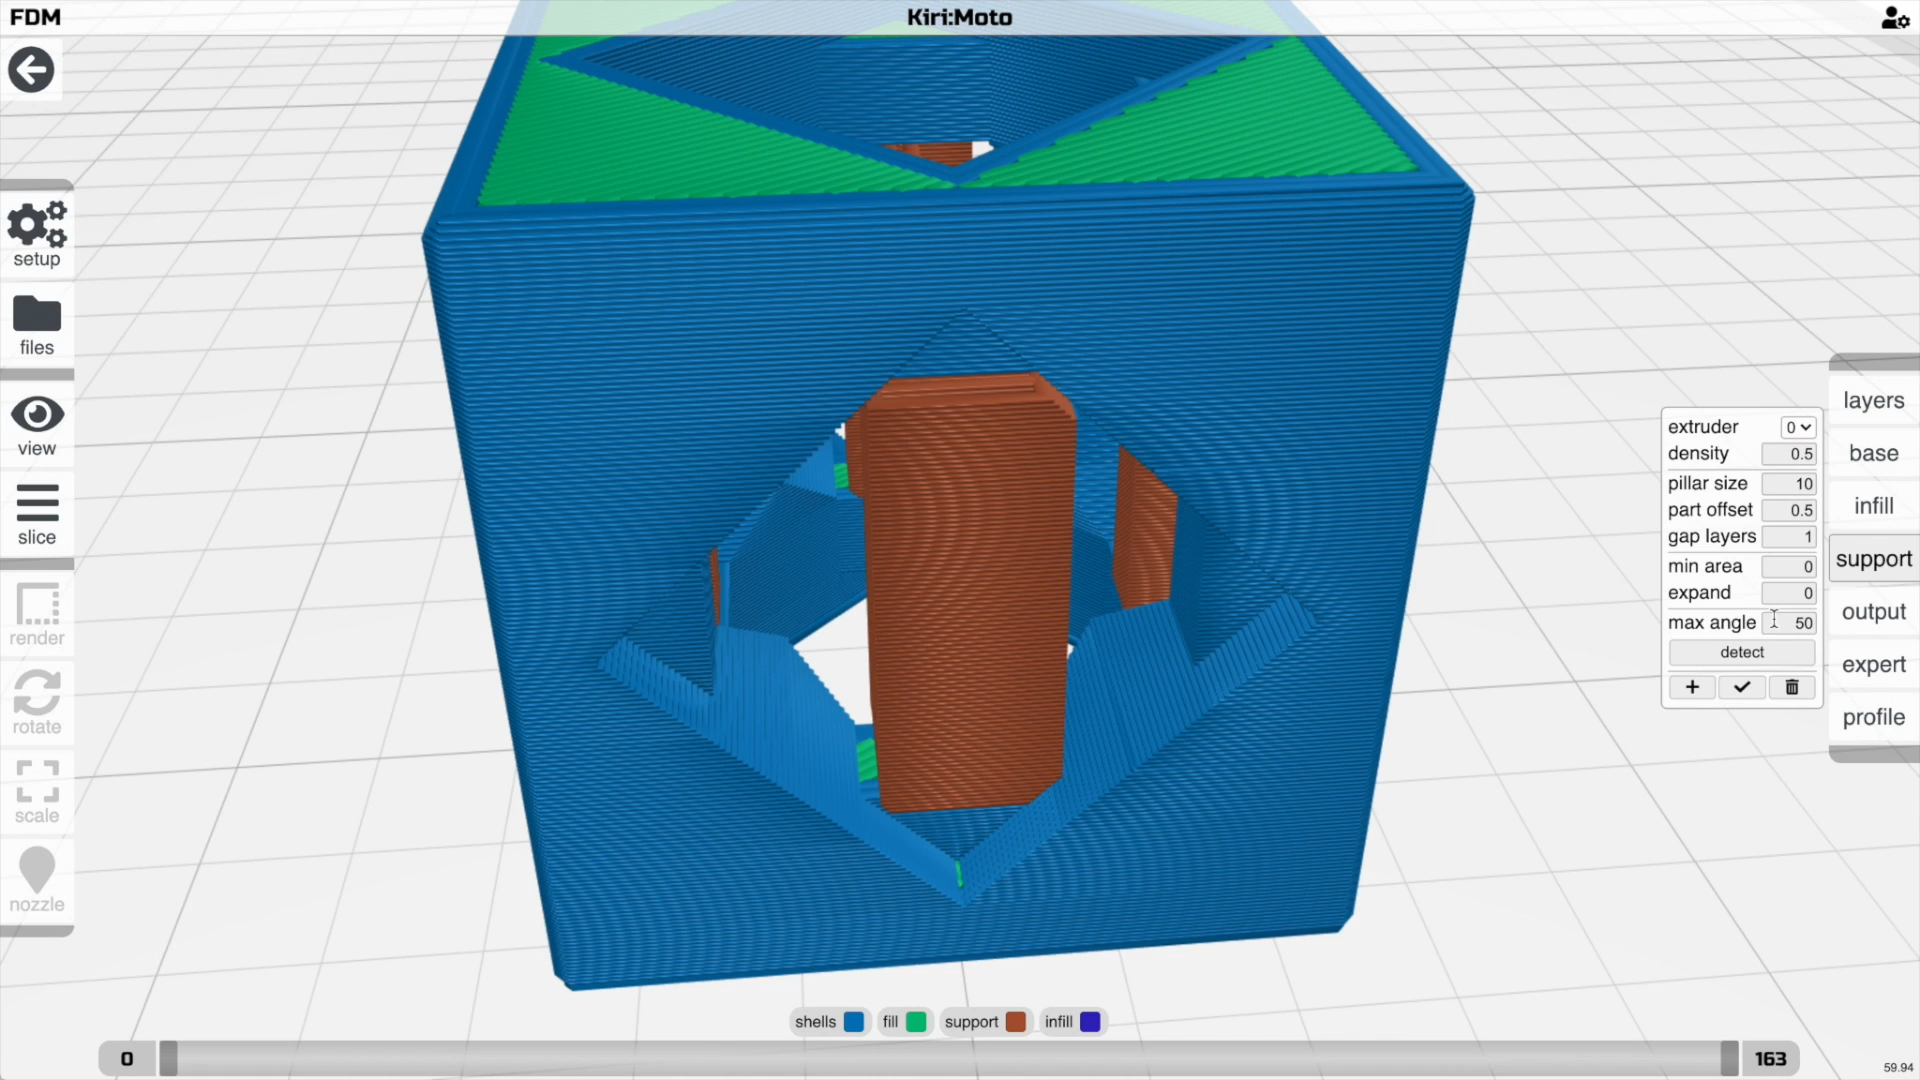 FDM
Kiri:Moto
setup
files
view
slice
render
rotate
scale
nozzle
extruder 0
density 0.5
pillar size 10
part offset 0.5
gap layers 1
min area 0
expand 0
max angle 50
detect
layers
base
infill
support
output
expert
profile
shells fill support infill
0 163
59.94